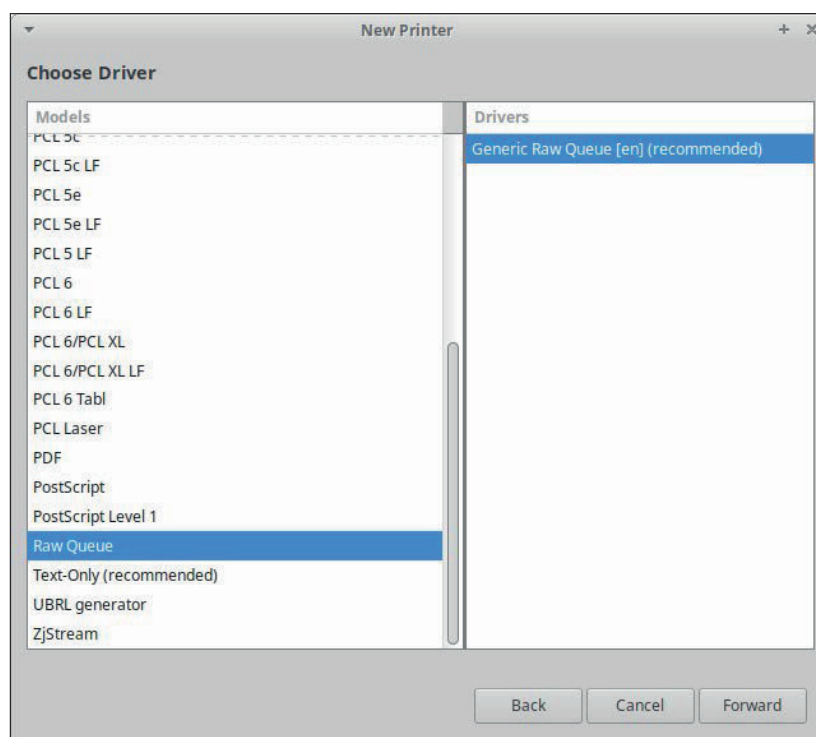 New Printer
Choose Driver
Models
PCL 5c
PCL 5c LF
PCL 5e
PCL 5e LF
PCL 5 LF
PCL 6
PCL 6 LF
PCL 6/PCL XL
PCL 6/PCL XL LF
PCL 6 Tabl
PCL Laser
PDF
PostScript
PostScript Level 1
Raw Queue
Text-Only (recommended)
UBRL generator
ZjStream
Drivers
Generic Raw Queue [en] (recommended)
Back
Cancel
Forward